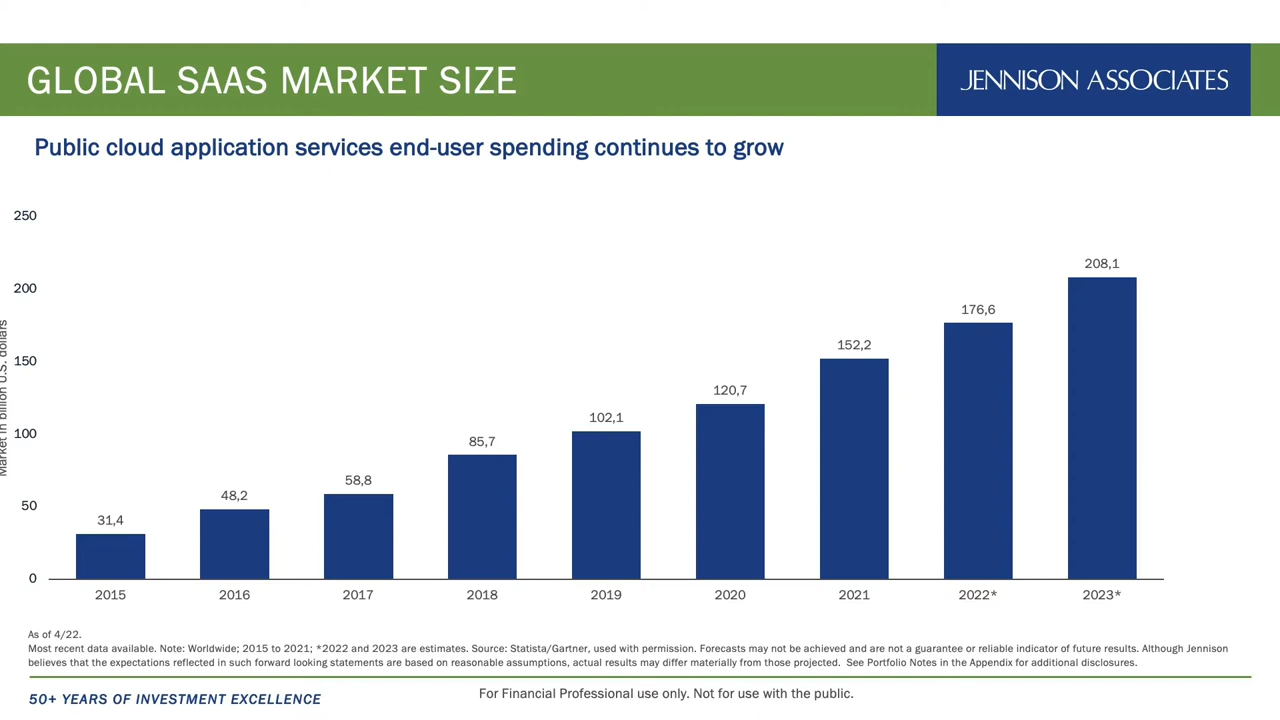 GLOBAL SAAS MARKET SIZE
JENNISON ASSOCIATES
Public cloud application services end-user spending continues to grow
Market in billion U.S. dollars
250
200
150
100
50
0
31,4
48,2
58,8
85,7
102,1
120,7
152,2
176,6
208,1
2015
2016
2017
2018
2019
2020
2021
2022*
2023*
As of 4/22.
Most recent data available. Note: Worldwide; 2015 to 2021; *2022 and 2023 are estimates. Source: Statista/Gartner, used with permission. Forecasts may not be achieved and are not a guarantee or reliable indicator of future results. Although Jennison
believes that the expectations reflected in such forward looking statements are based on reasonable assumptions, actual results may differ materially from those projected. See Portfolio Notes in the Appendix for additional disclosures.
50+ YEARS OF INVESTMENT EXCELLENCE
For Financial Professional use only. Not for use with the public.